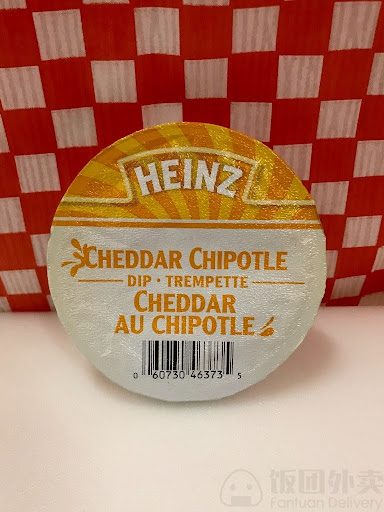 HEINZ
CHEDDAR CHIPOTLE
DIP · TREMPETTE
CHEDDAR
AU CHIPOTLE
0 60730 46373 5
饭团外卖
Fantuan Delivery